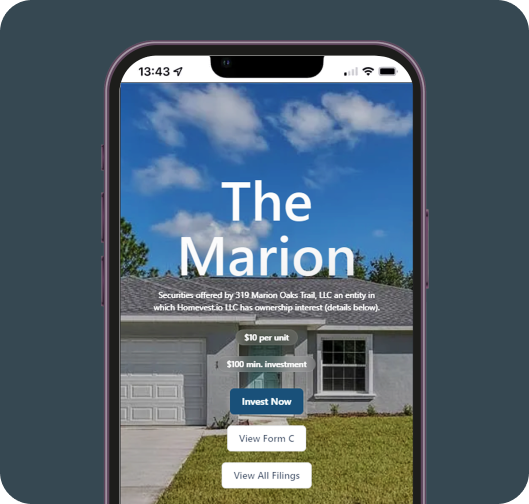 13:43
The
Marion
Securities offered by 319 Marion Oaks Trail, LLC an entity in
which Homevest.io LLC has ownership interest (details below).
$10 per unit
$100 min. investment
Invest Now
View Form C
View All Filings